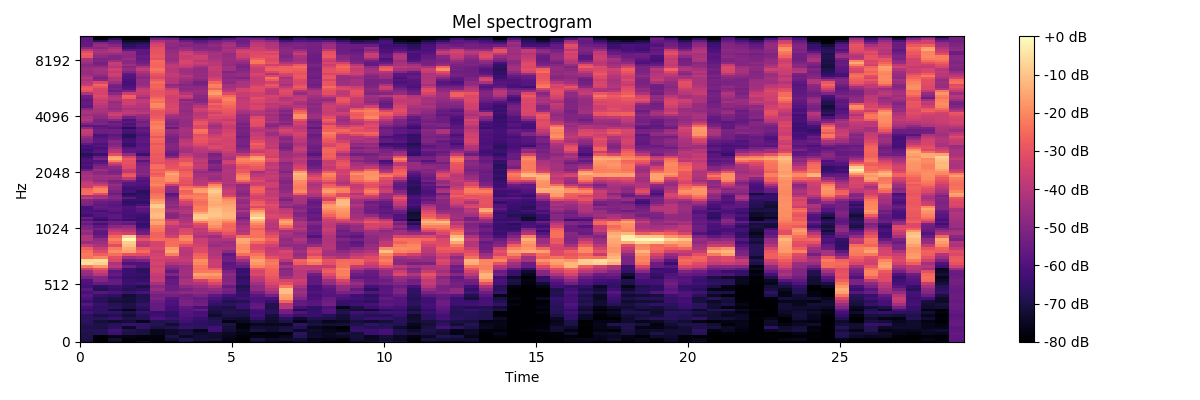 Mel spectrogram
8192
4096
2048
1024
512
0
Hz
0 5 10 15 20 25
Time
+0 dB
-10 dB
-20 dB
-30 dB
-40 dB
-50 dB
-60 dB
-70 dB
-80 dB